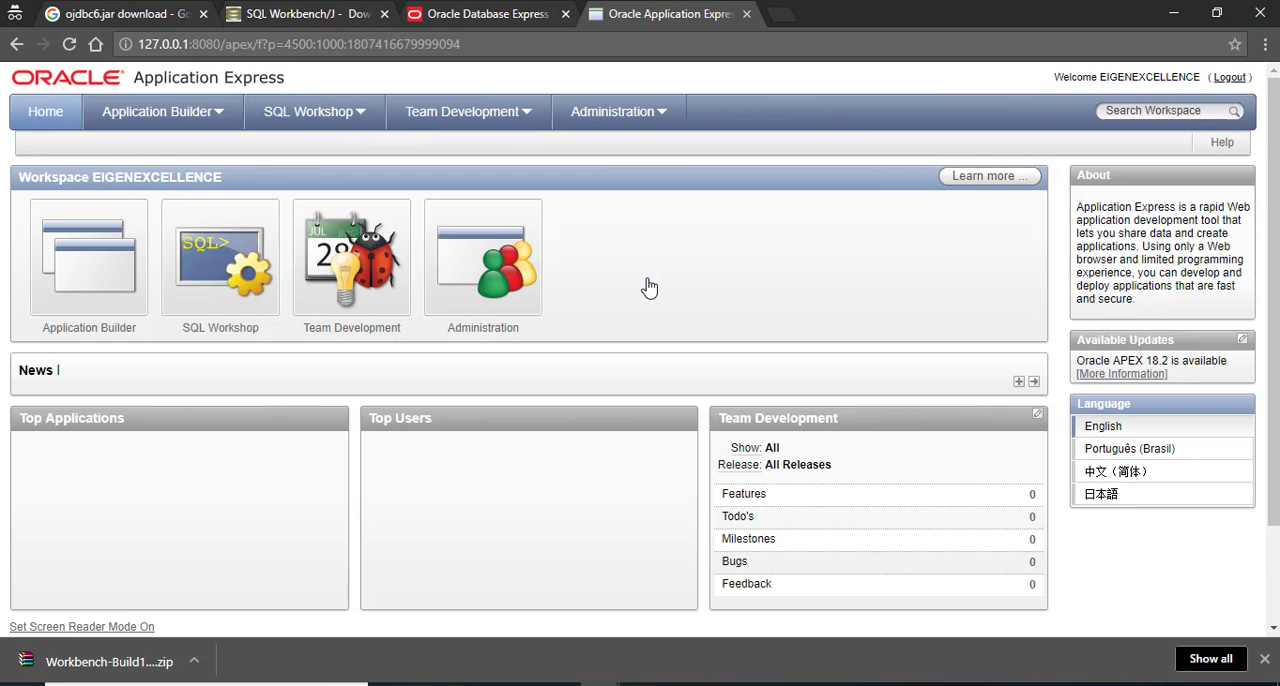 ojdbc6.jar download - Go
SQL Workbench/J - Dow
Oracle Database Express
Oracle Application Expres
127.0.0.1:8080/apex/f?p=4500:1000:1807416679999094
ORACLE Application Express
Welcome EIGENEXCELLENCE ( Logout )
Home
Application Builder
SQL Workshop
Team Development
Administration
Search Workspace
Help
Workspace EIGENEXCELLENCE
Learn more ...
SQL>
JUL
28
Application Builder
SQL Workshop
Team Development
Administration
About
Application Express is a rapid Web
application development tool that
lets you share data and create
applications. Using only a Web
browser and limited programming
experience, you can develop and
deploy applications that are fast
and secure.
Available Updates
Oracle APEX 18.2 is available
[More Information]
Language
English
Português (Brasil)
中文（简体）
日本語
News |
Top Applications
Top Users
Team Development
Show: All
Release: All Releases
Features 0
Todo's 0
Milestones 0
Bugs 0
Feedback 0
Set Screen Reader Mode On
Workbench-Build1....zip
Show all